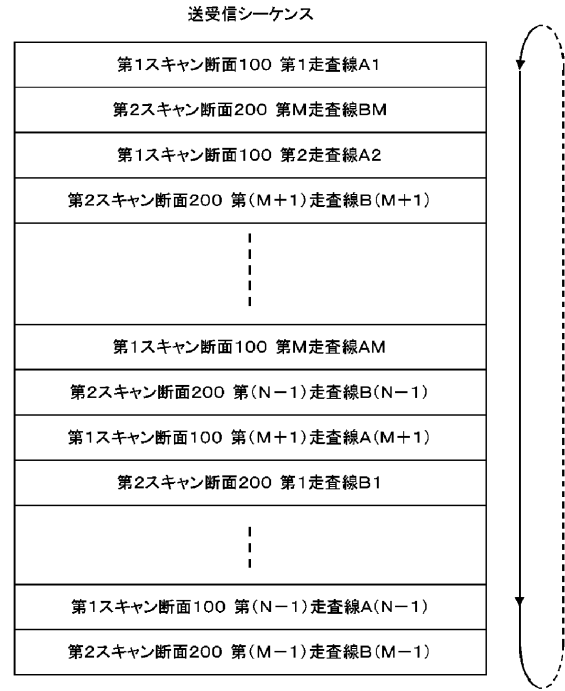 送受信シーケンス
第1スキャン断面100 第1走査線A1
第2スキャン断面200 第M走査線BM
第1スキャン断面100 第2走査線A2
第2スキャン断面200 第(M+1)走査線B(M+1)
第1スキャン断面100 第M走査線AM
第2スキャン断面200 第(N-1)走査線B(N-1)
第1スキャン断面100 第(M+1)走査線A(M+1)
第2スキャン断面200 第1走査線B1
第1スキャン断面100 第(N-1)走査線A(N-1)
第2スキャン断面200 第(M-1)走査線B(M-1)